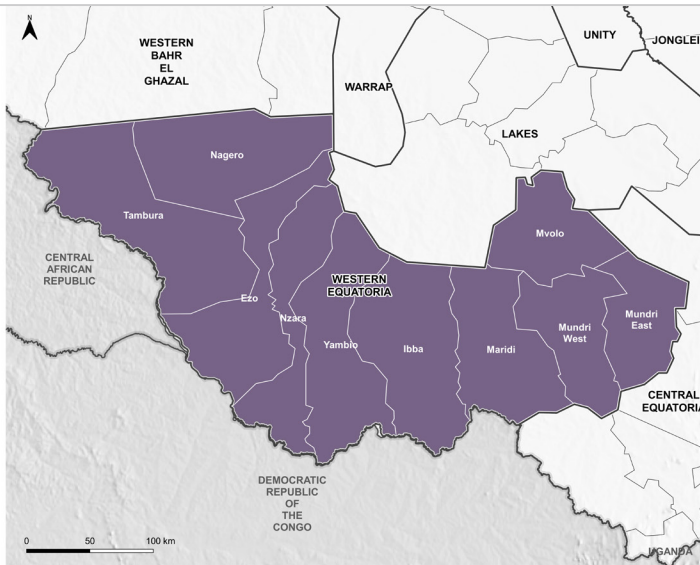 N
WESTERN
BAHR
EL
GHAZAL
UNITY
JONGLEI
WARRAP
LAKES
Nagero
Tambura
Mvolo
CENTRAL
AFRICAN
REPUBLIC
WESTERN
EQUATORIA
Ezo
Nzara
Yambio
Ibba
Maridi
Mundri
West
Mundri
East
CENTRAL
EQUATORIA
DEMOCRATIC
REPUBLIC
OF
THE
CONGO
UGANDA
0 50 100 km